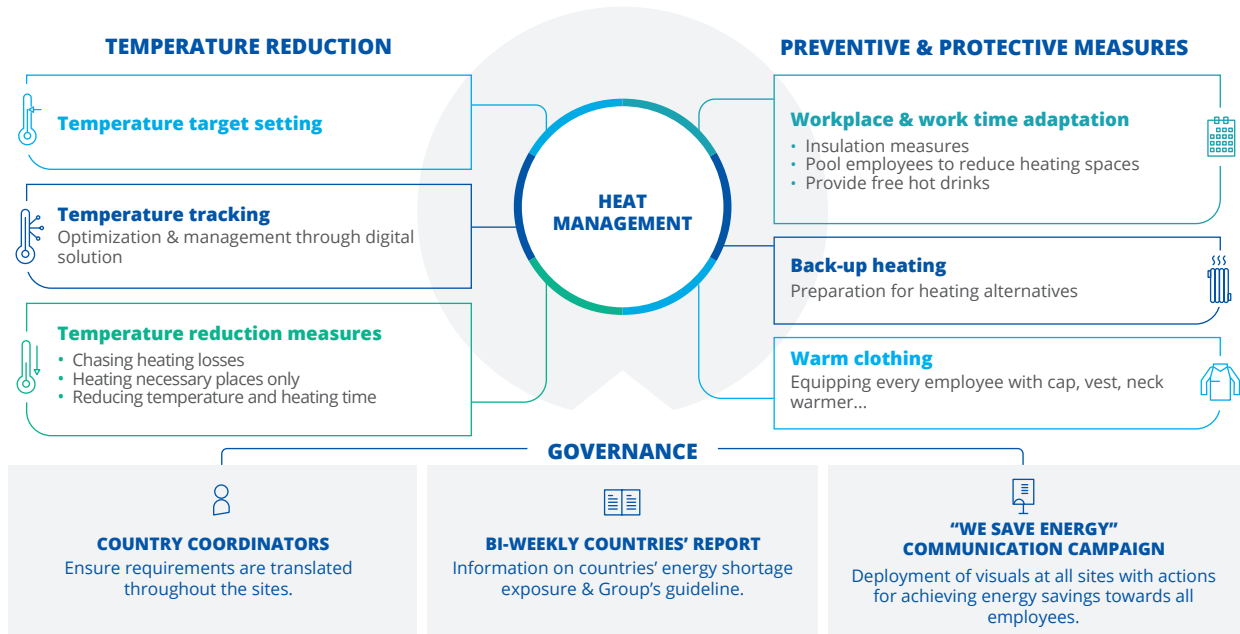 TEMPERATURE REDUCTION
Temperature target setting
Temperature tracking
Optimization & management through digital
solution
Temperature reduction measures
• Chasing heating losses
• Heating necessary places only
• Reducing temperature and heating time
HEAT
MANAGEMENT
PREVENTIVE & PROTECTIVE MEASURES
Workplace & work time adaptation
• Insulation measures
• Pool employees to reduce heating spaces
• Provide free hot drinks
Back-up heating
Preparation for heating alternatives
Warm clothing
Equipping every employee with cap, vest, neck
warmer...
GOVERNANCE
COUNTRY COORDINATORS
Ensure requirements are translated
throughout the sites.
BI-WEEKLY COUNTRIES’ REPORT
Information on countries’ energy shortage
exposure & Group’s guideline.
“WE SAVE ENERGY”
COMMUNICATION CAMPAIGN
Deployment of visuals at all sites with actions
for achieving energy savings towards all
employees.